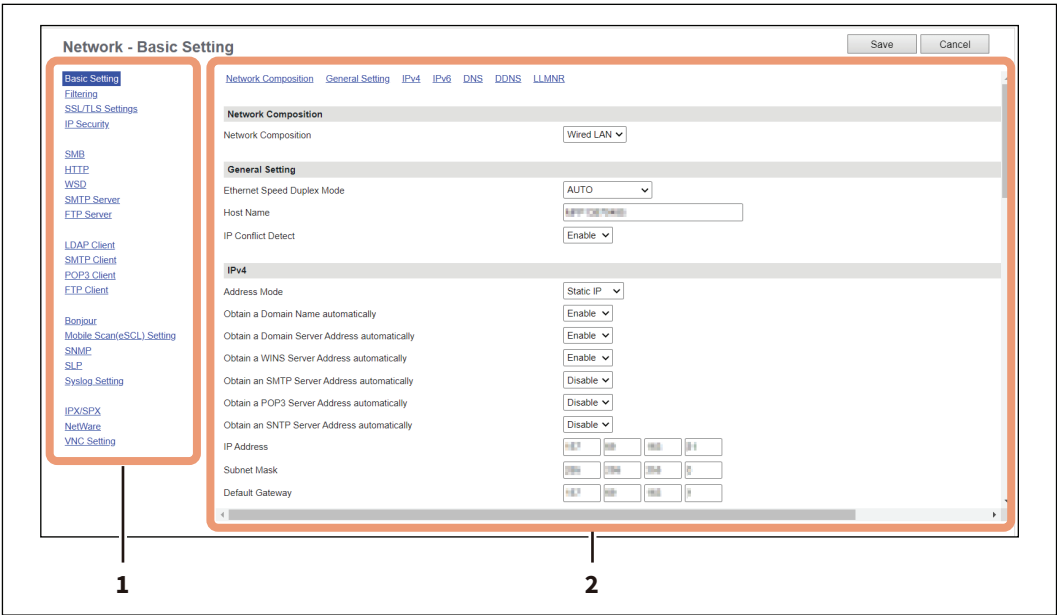 Network - Basic Setting
Save Cancel
Basic Setting
Filtering
SSL/TLS Settings
IP Security
SMB
HTTP
WSD
SMTP Server
FTP Server
LDAP Client
SMTP Client
POP3 Client
FTP Client
Bonjour
Mobile Scan(eSCL) Setting
SNMP
SLP
Syslog Setting
IPX/SPX
NetWare
VNC Setting
Network Composition General Setting IPv4 IPv6 DNS DDNS LLMNR
Network Composition
Network Composition Wired LAN
General Setting
Ethernet Speed Duplex Mode AUTO
Host Name
IP Conflict Detect Enable
IPv4
Address Mode Static IP
Obtain a Domain Name automatically Enable
Obtain a Domain Server Address automatically Enable
Obtain a WINS Server Address automatically Enable
Obtain an SMTP Server Address automatically Disable
Obtain a POP3 Server Address automatically Disable
Obtain an SNTP Server Address automatically Disable
IP Address
Subnet Mask
Default Gateway
1
2